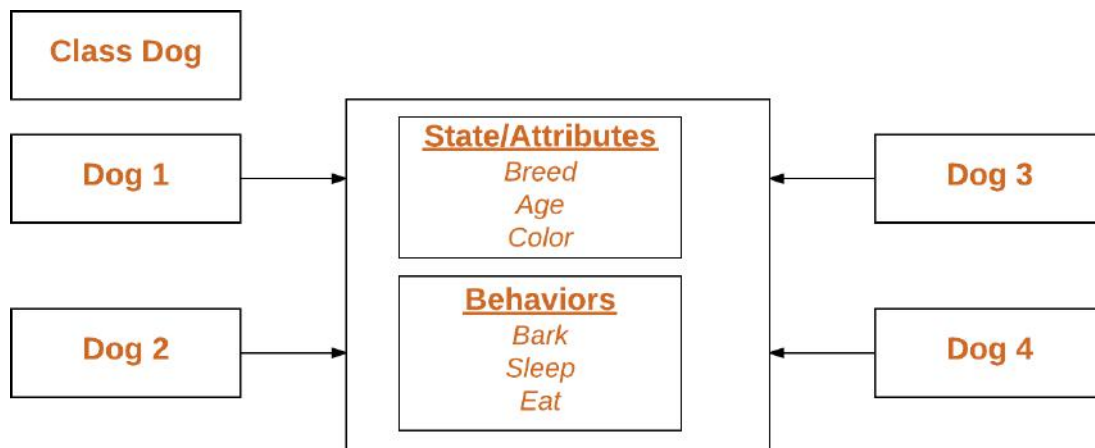 Class Dog
Dog 1
Dog 2
State/Attributes
Breed
Age
Color
Behaviors
Bark
Sleep
Eat
Dog 3
Dog 4